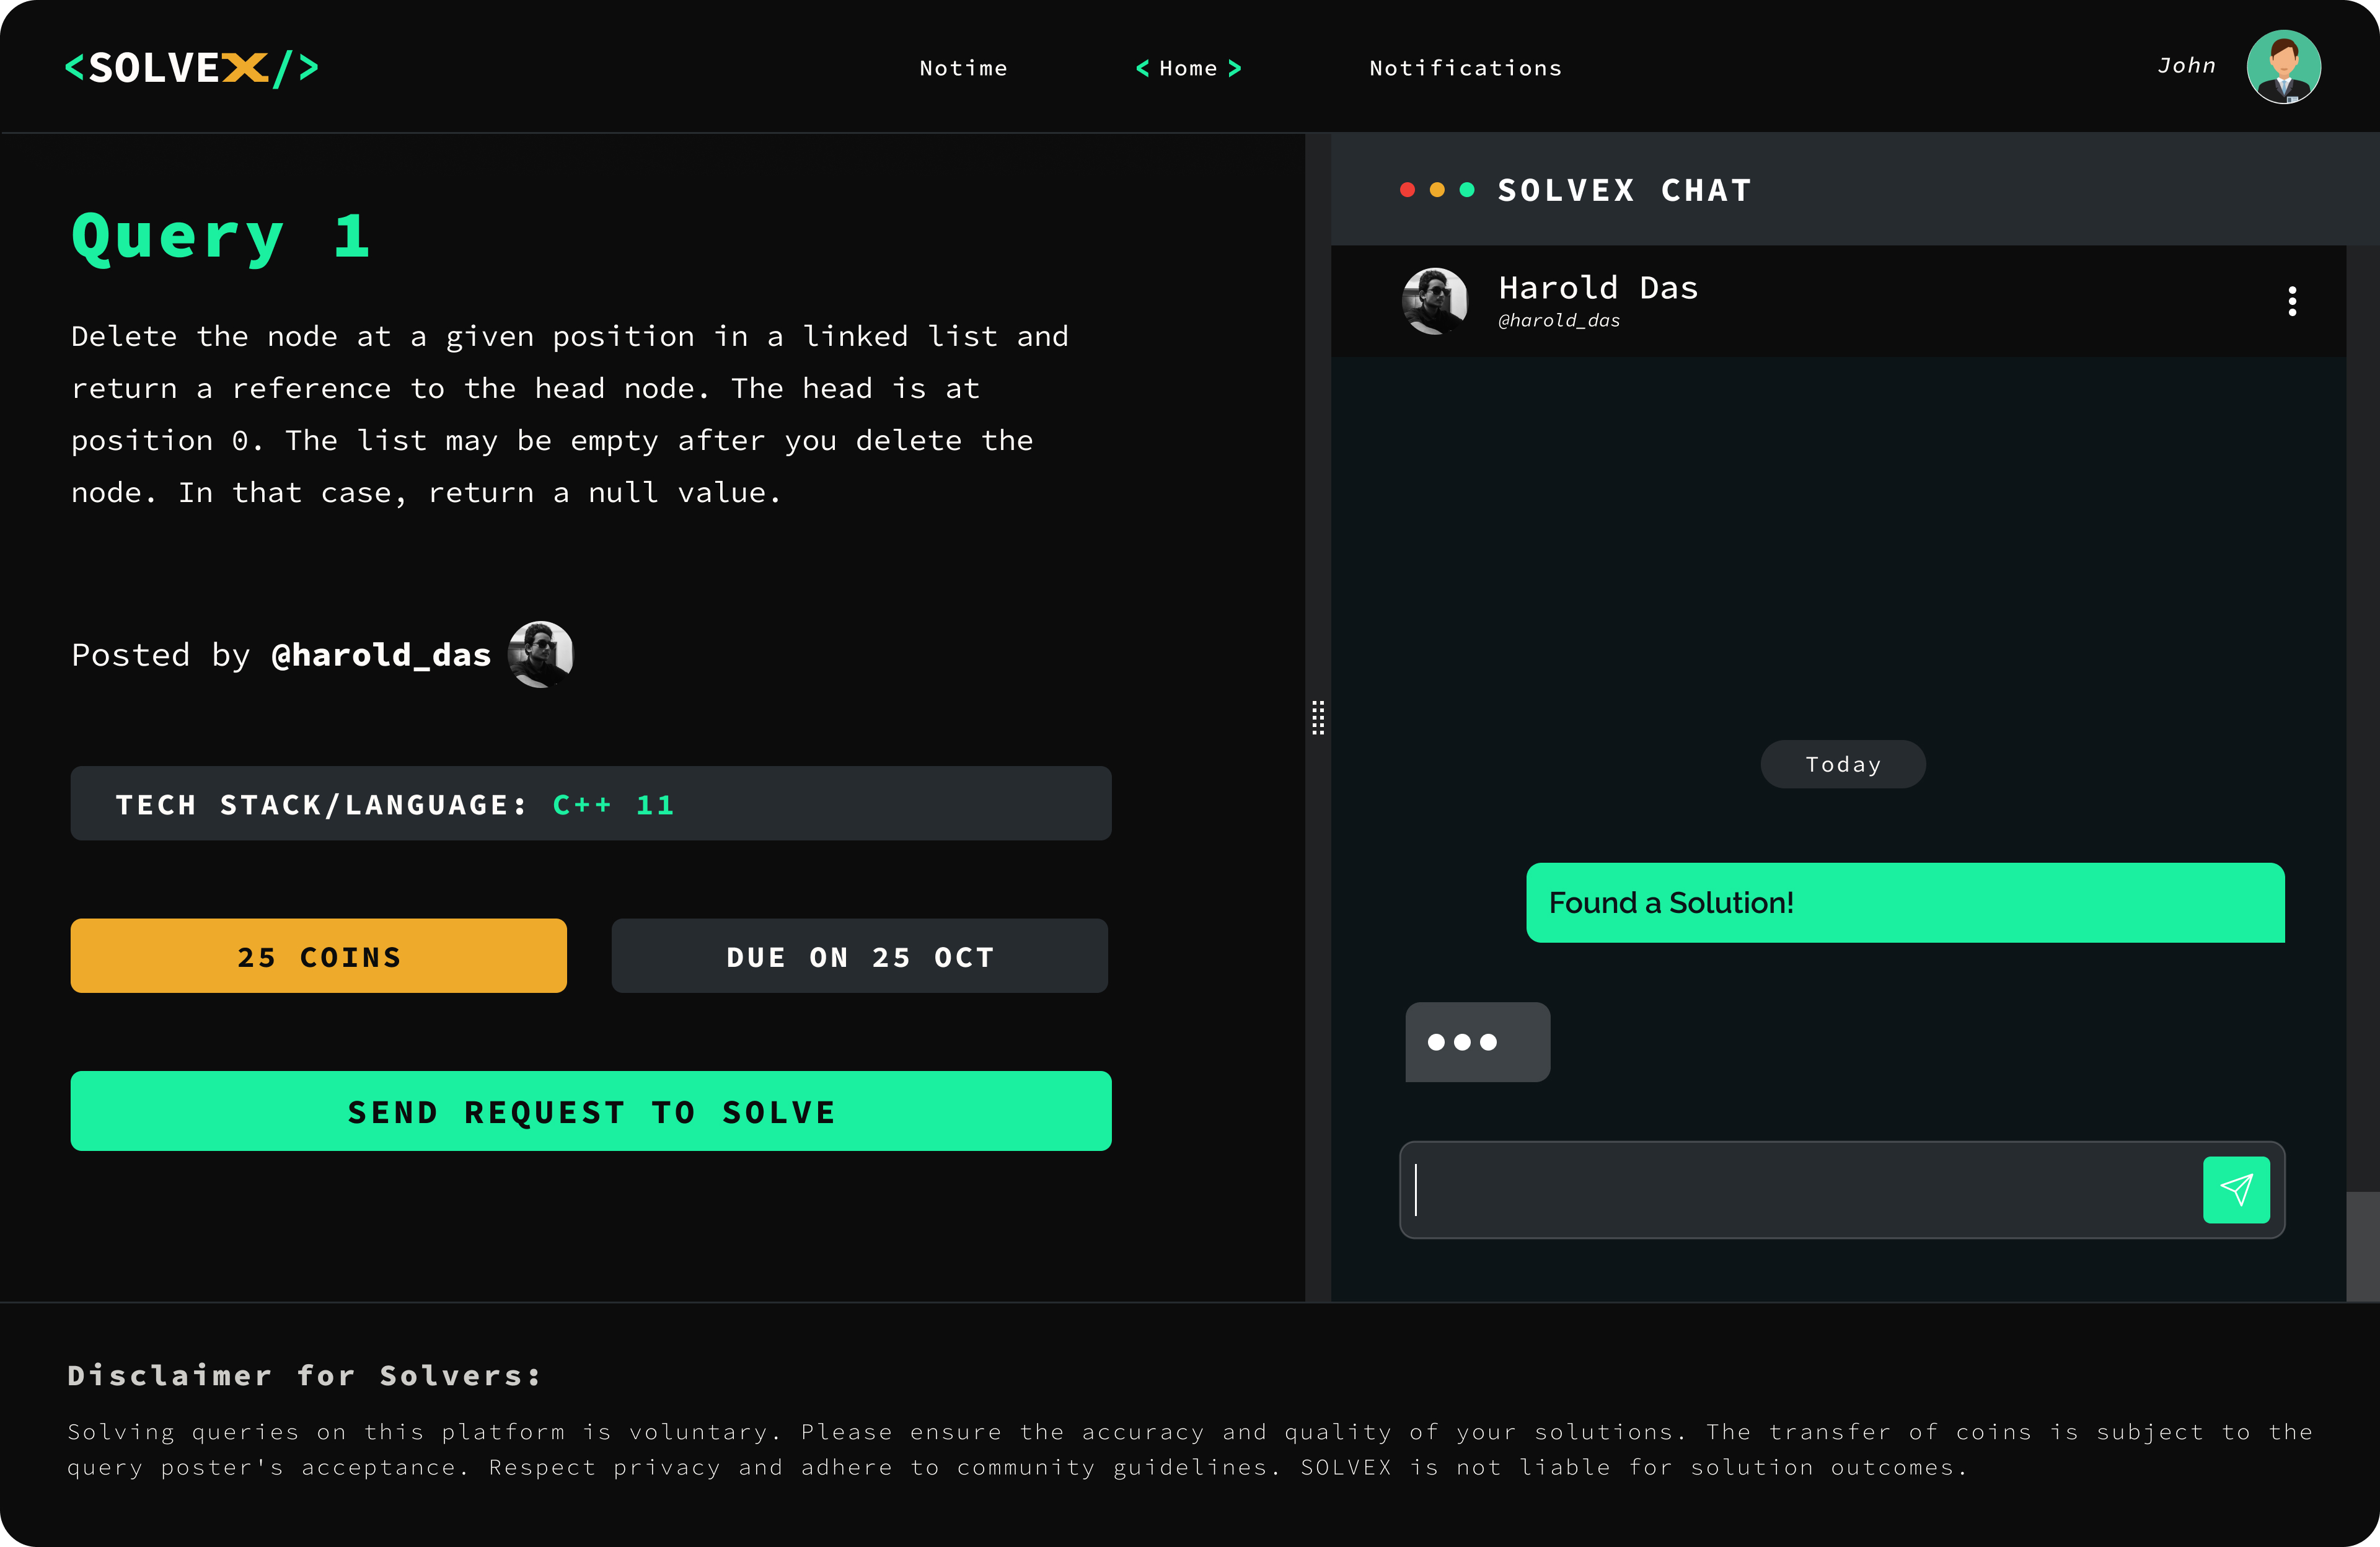 <SOLVEX/>
Notime
< Home >
Notifications
John
Query 1
Delete the node at a given position in a linked list and
return a reference to the head node. The head is at
position 0. The list may be empty after you delete the
node. In that case, return a null value.
Posted by @harold_das
TECH STACK/LANGUAGE: C++ 11
25 COINS
DUE ON 25 OCT
SEND REQUEST TO SOLVE
SOLVEX CHAT
Harold Das
@harold_das
Today
Found a Solution!
Disclaimer for Solvers:
Solving queries on this platform is voluntary. Please ensure the accuracy and quality of your solutions. The transfer of coins is subject to the
query poster's acceptance. Respect privacy and adhere to community guidelines. SOLVEX is not liable for solution outcomes.